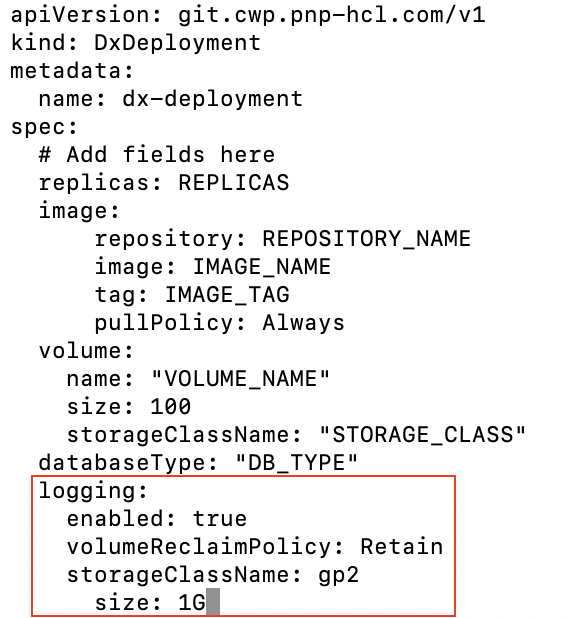 apiVersion: git.cwp.pnp-hcl.com/v1
kind: DxDeployment
metadata:
  name: dx-deployment
spec:
  # Add fields here
  replicas: REPLICAS
  image:
      repository: REPOSITORY_NAME
      image: IMAGE_NAME
      tag: IMAGE_TAG
      pullPolicy: Always
  volume:
    name: "VOLUME_NAME"
    size: 100
    storageClassName: "STORAGE_CLASS"
  databaseType: "DB_TYPE"
  logging:
    enabled: true
    volumeReclaimPolicy: Retain
    storageClassName: gp2
      size: 1G